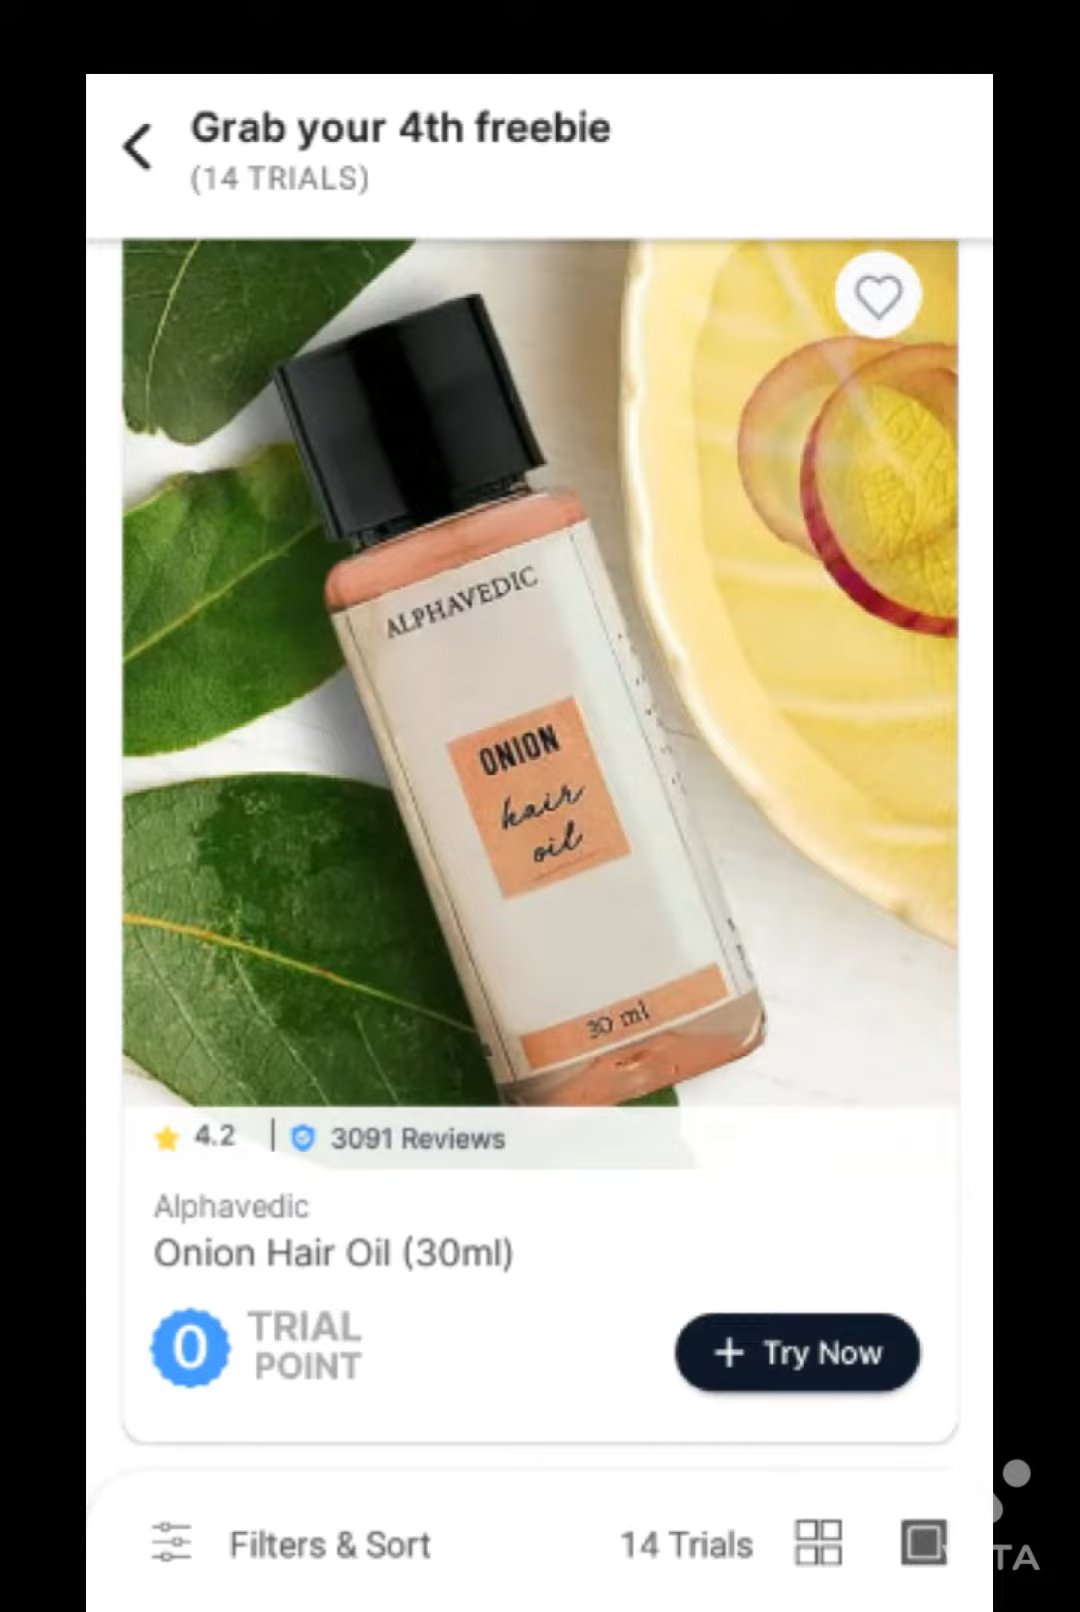 Grab your 4th freebie
(14 TRIALS)
ALPHAVEDIC
ONION
hair
oil
30 ml
4.2
3091 Reviews
Alphavedic
Onion Hair Oil (30ml)
0 TRIAL
POINT
+ Try Now
Filters & Sort
14 Trials